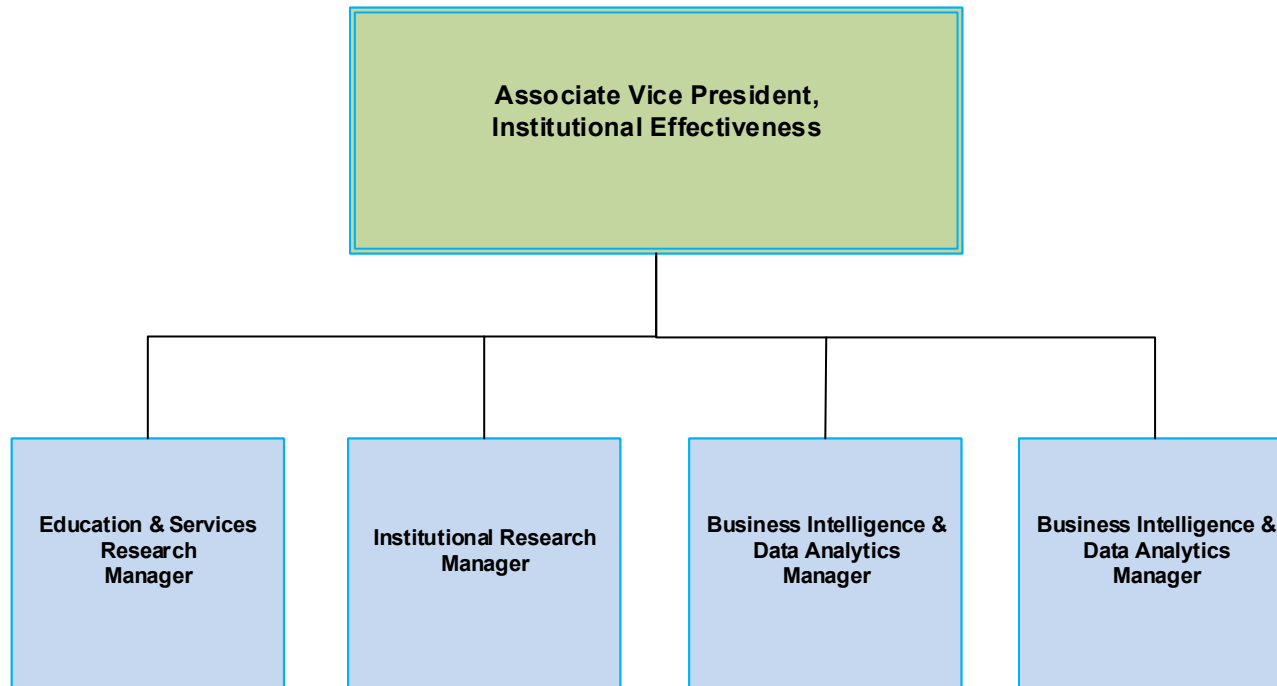 Associate Vice President,
Institutional Effectiveness
Education & Services
Research
Manager
Institutional Research
Manager
Business Intelligence &
Data Analytics
Manager
Business Intelligence &
Data Analytics
Manager